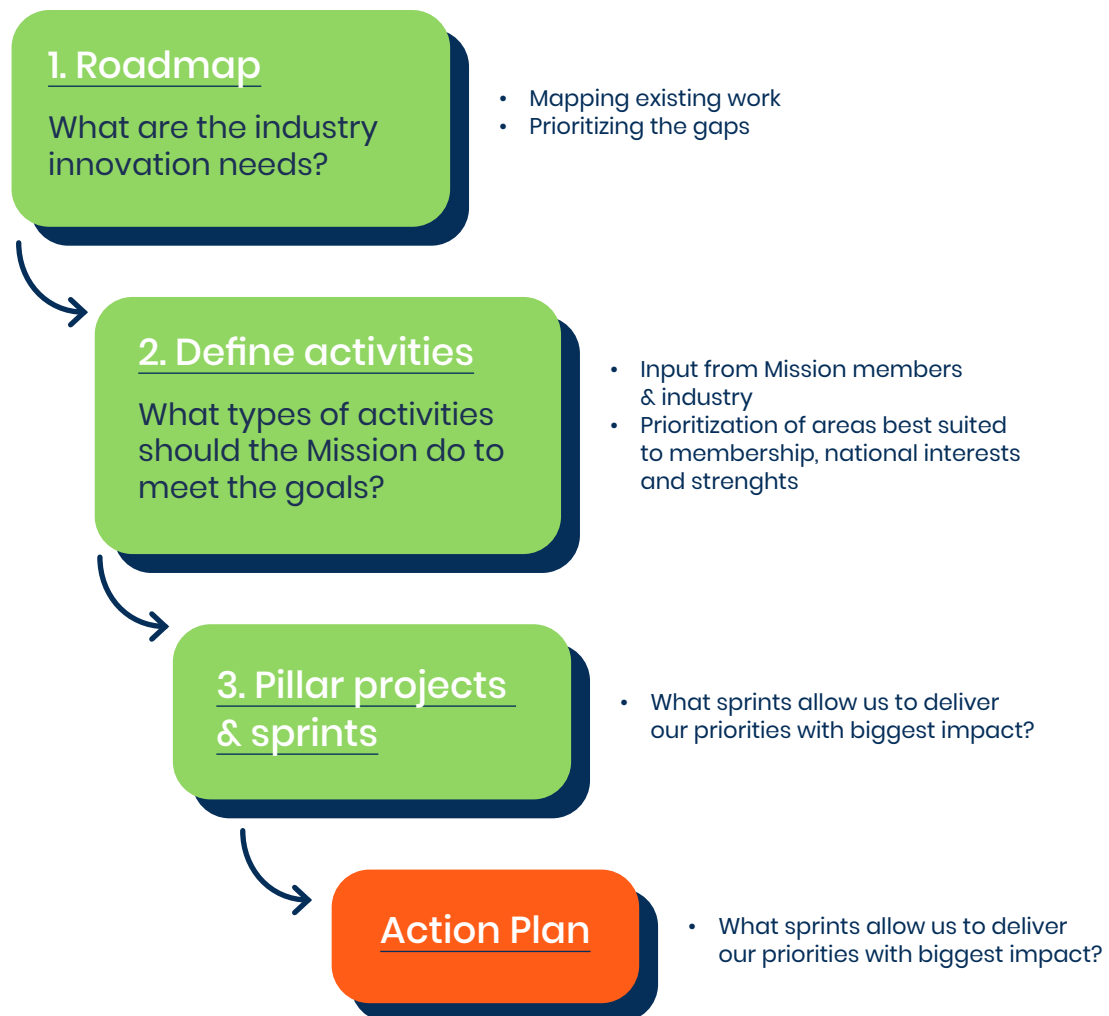 1. Roadmap
What are the industry
innovation needs?
• Mapping existing work
• Prioritizing the gaps
2. Define activities
What types of activities
should the Mission do to
meet the goals?
• Input from Mission members
& industry
• Prioritization of areas best suited
to membership, national interests
and strenghts
3. Pillar projects
& sprints
• What sprints allow us to deliver
our priorities with biggest impact?
Action Plan
• What sprints allow us to deliver
our priorities with biggest impact?